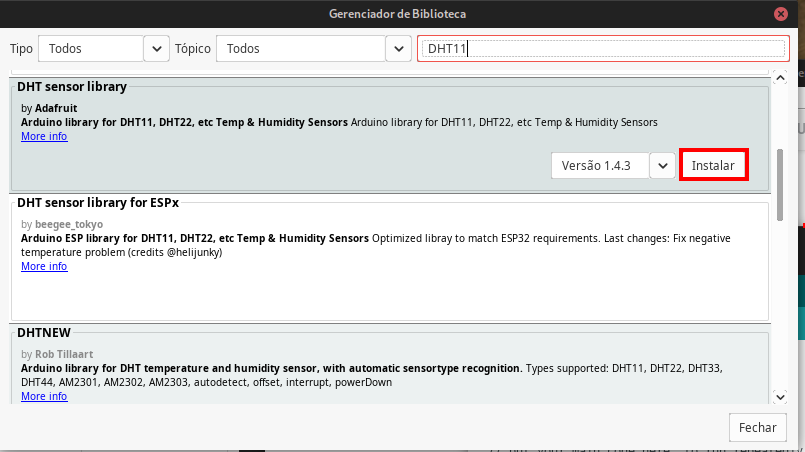 Gerenciador de Biblioteca
Tipo Todos Tópico Todos DHT11
DHT sensor library
by Adafruit
Arduino library for DHT11, DHT22, etc Temp & Humidity Sensors Arduino library for DHT11, DHT22, etc Temp & Humidity Sensors
More info
Versão 1.4.3 Instalar
DHT sensor library for ESPx
by beegee_tokyo
Arduino ESP library for DHT11, DHT22, etc Temp & Humidity Sensors Optimized libray to match ESP32 requirements. Last changes: Fix negative
temperature problem (credits @helijunky)
More info
DHTNEW
by Rob Tillaart
Arduino library for DHT temperature and humidity sensor, with automatic sensortype recognition. Types supported: DHT11, DHT22, DHT33,
DHT44, AM2301, AM2302, AM2303, autodetect, offset, interrupt, powerDown
More info
Fechar